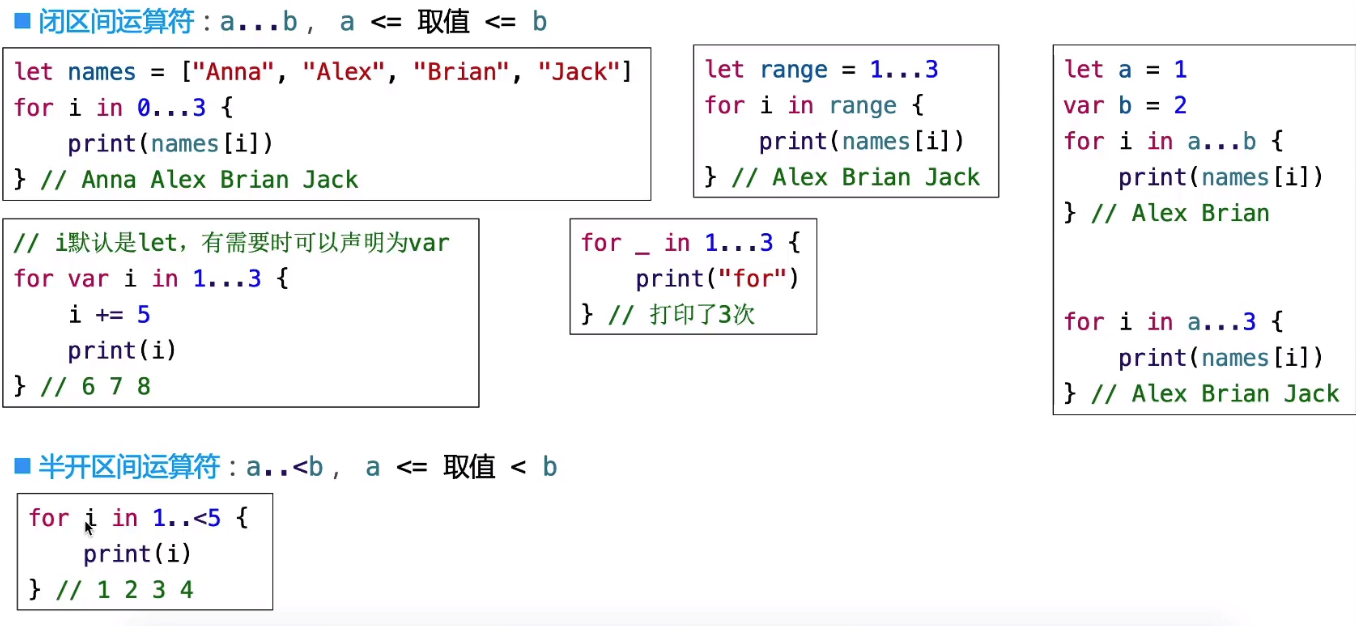 ■ 闭区间运算符：a...b， a <= 取值 <= b
let names = ["Anna", "Alex", "Brian", "Jack"]
for i in 0...3 {
    print(names[i])
} // Anna Alex Brian Jack
let range = 1...3
for i in range {
    print(names[i])
} // Alex Brian Jack
let a = 1
var b = 2
for i in a...b {
    print(names[i])
} // Alex Brian
for i in a...3 {
    print(names[i])
} // Alex Brian Jack
// i默认是let，有需要时可以声明为var
for var i in 1...3 {
    i += 5
    print(i)
} // 6 7 8
for _ in 1...3 {
    print("for")
} // 打印了3次
■ 半开区间运算符：a..<b， a <= 取值 < b
for i in 1..<5 {
    print(i)
} // 1 2 3 4